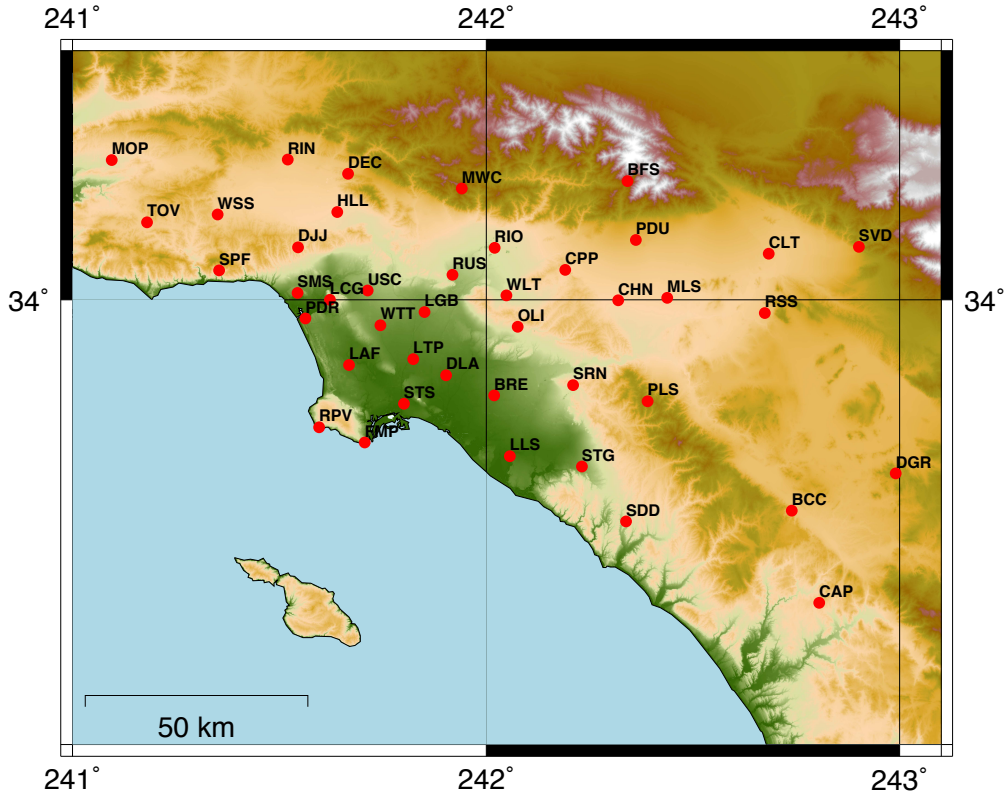 241° 242° 243°
MOP RIN DEC MWC BFS
TOV WSS HLL
DJJ RIO PDU CLT SVD
SPF RUS CPP
SMS LCG USC WLT CHN MLS
34° 34°
PDR WTT LGB OLI RSS
LAF LTP DLA SRN
STS BRE PLS
RPV FMP
LLS STG DGR
SDD BCC
CAP
50 km
241° 242° 243°